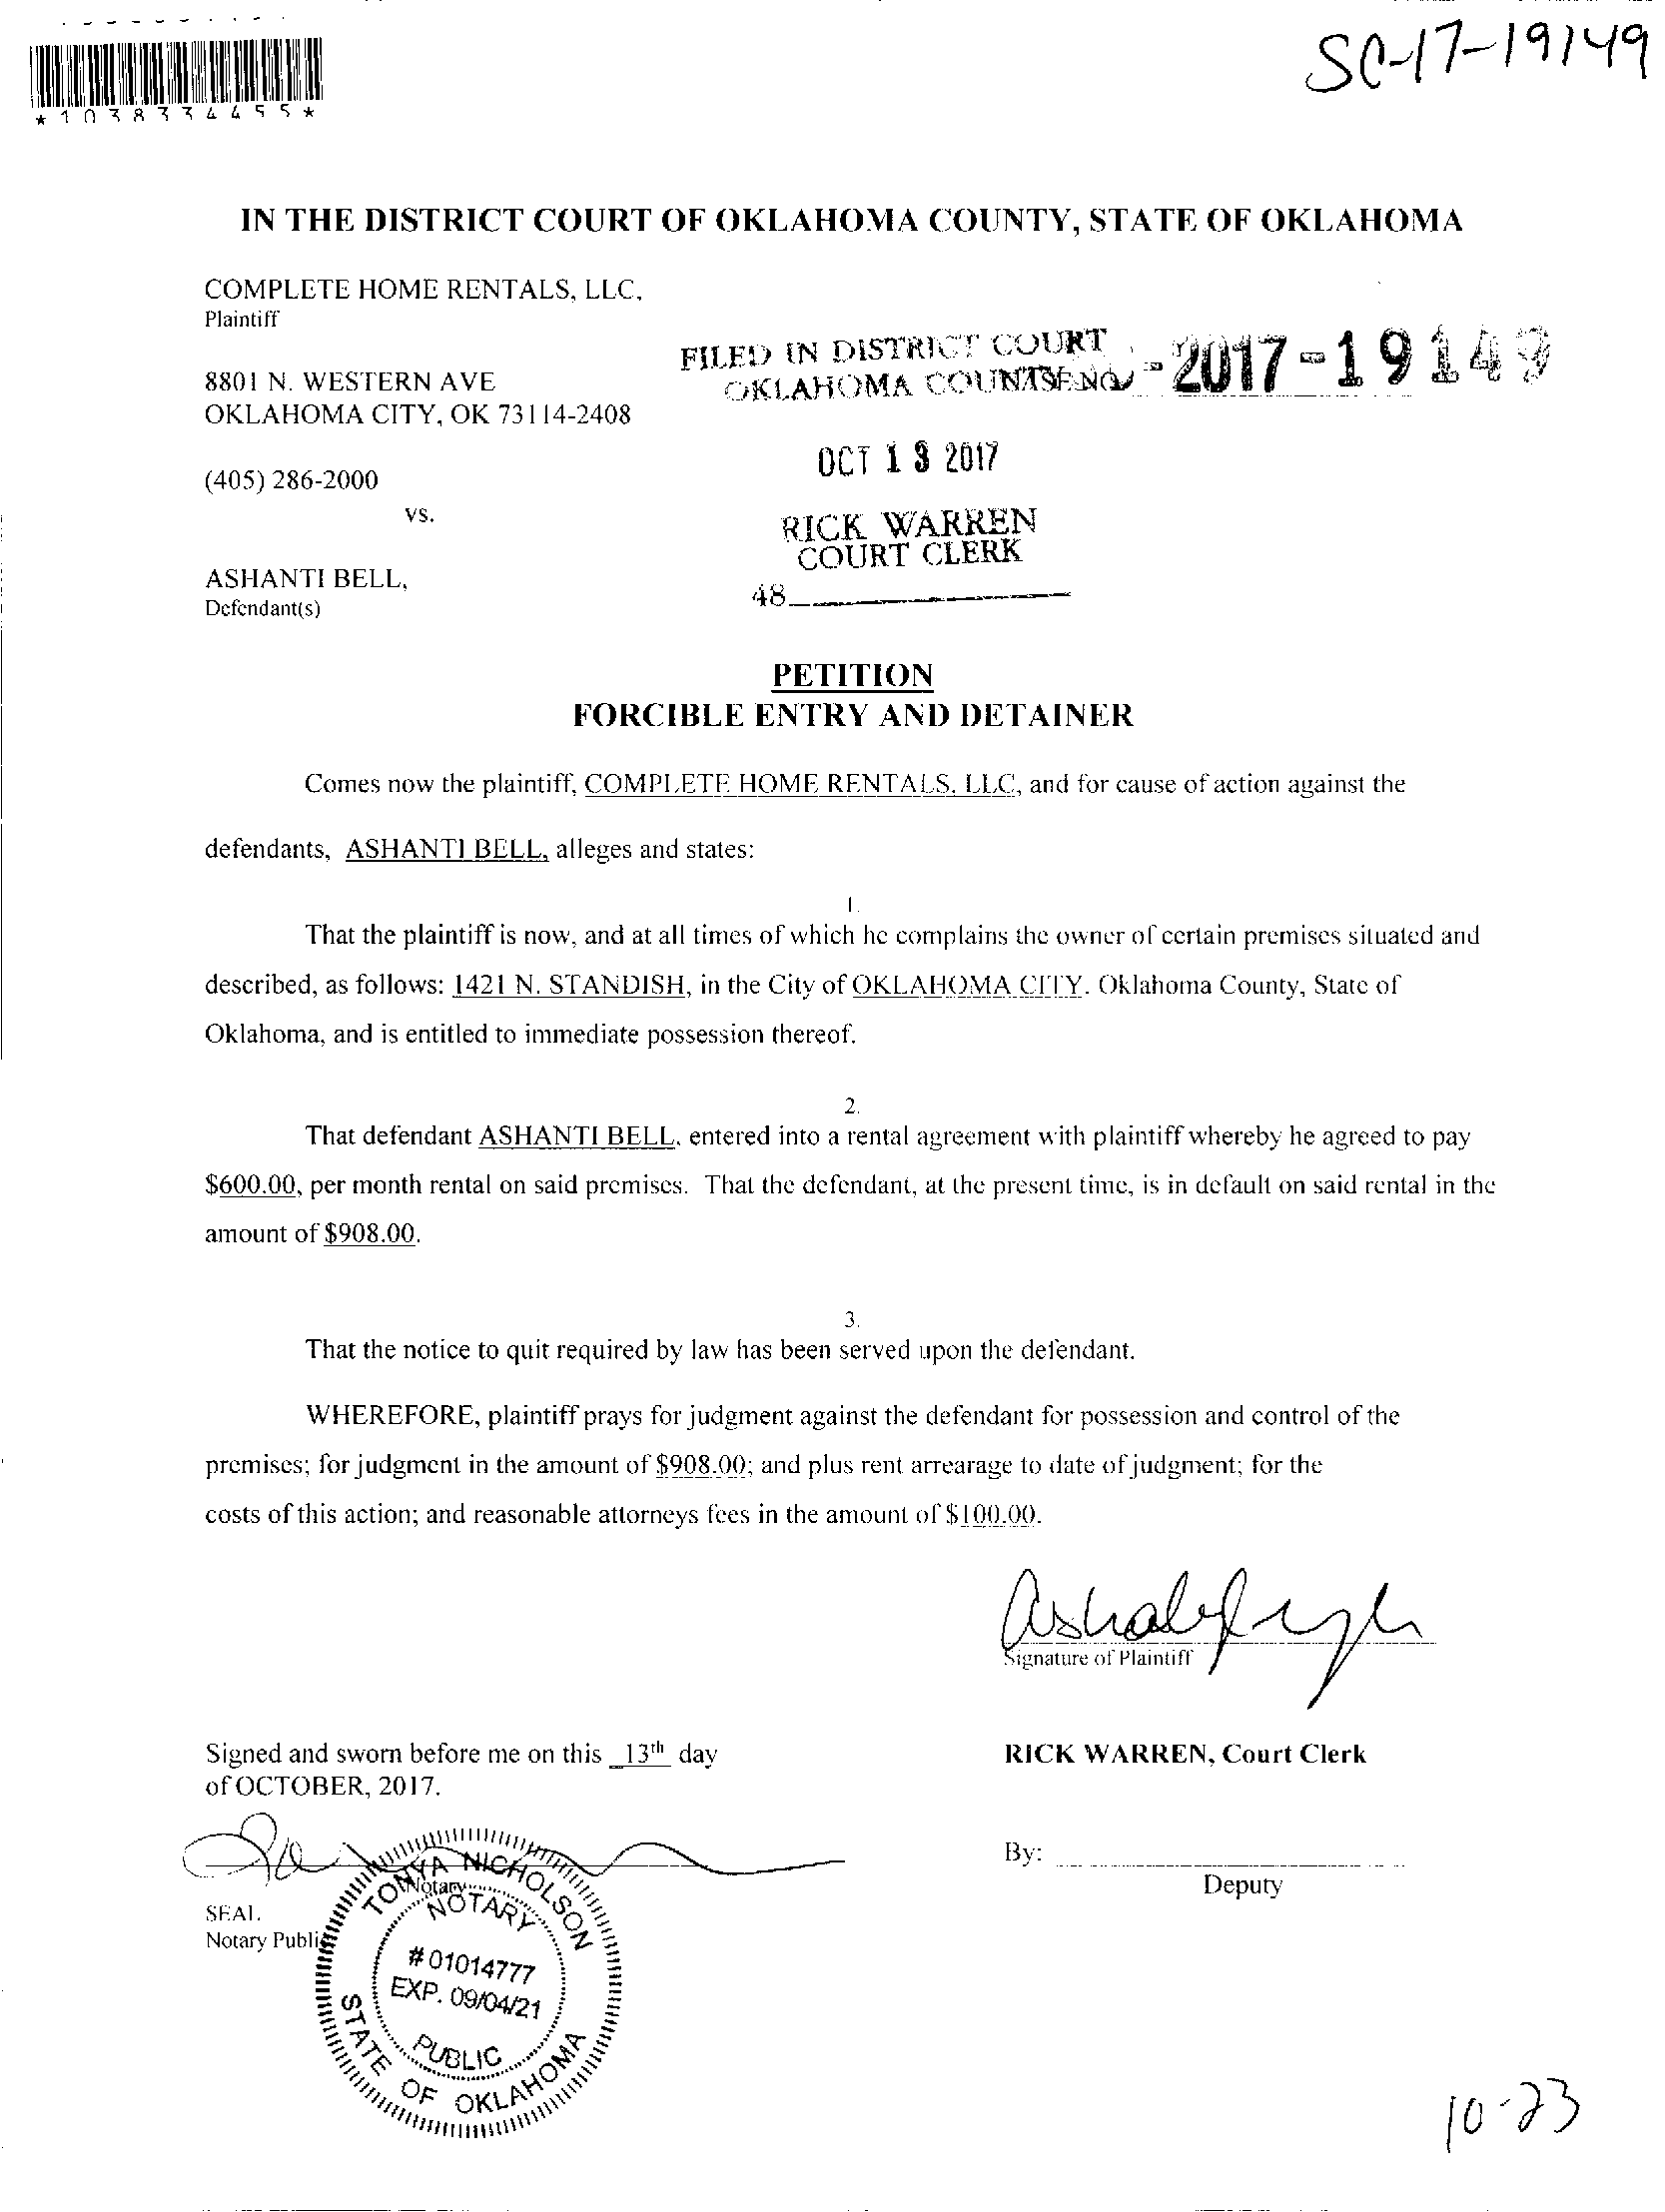 SC-17-19149
*1038334455*
IN THE DISTRICT COURT OF OKLAHOMA COUNTY, STATE OF OKLAHOMA
COMPLETE HOME RENTALS, LLC,
Plaintiff
FILED IN DISTRICT COURT
OKLAHOMA COUNTY
-2017-19149
8801 N. WESTERN AVE
OKLAHOMA CITY, OK 73114-2408
OCT 13 2017
(405) 286-2000
vs.
RICK WARREN
COURT CLERK
ASHANTI BELL,
Defendant(s)
48
PETITION
FORCIBLE ENTRY AND DETAINER
Comes now the plaintiff, COMPLETE HOME RENTALS, LLC, and for cause of action against the
defendants, ASHANTI BELL, alleges and states:
1.
That the plaintiff is now, and at all times of which he complains the owner of certain premises situated and
described, as follows: 1421 N. STANDISH, in the City of OKLAHOMA CITY. Oklahoma County, State of
Oklahoma, and is entitled to immediate possession thereof.
2.
That defendant ASHANTI BELL, entered into a rental agreement with plaintiff whereby he agreed to pay
$600.00, per month rental on said premises. That the defendant, at the present time, is in default on said rental in the
amount of $908.00.
3.
That the notice to quit required by law has been served upon the defendant.
WHEREFORE, plaintiff prays for judgment against the defendant for possession and control of the
premises; for judgment in the amount of $908.00; and plus rent arrearage to date of judgment; for the
costs of this action; and reasonable attorneys fees in the amount of $100.00.
Signature of Plaintiff
Signed and sworn before me on this 13th day
of OCTOBER, 2017.
RICK WARREN, Court Clerk
By:
Deputy
Notary
SEAL
Notary Public
TONYA NICHOLSON
NOTARY
#01014777
EXP. 09/04/21
PUBLIC
STATE OF OKLAHOMA
10-23